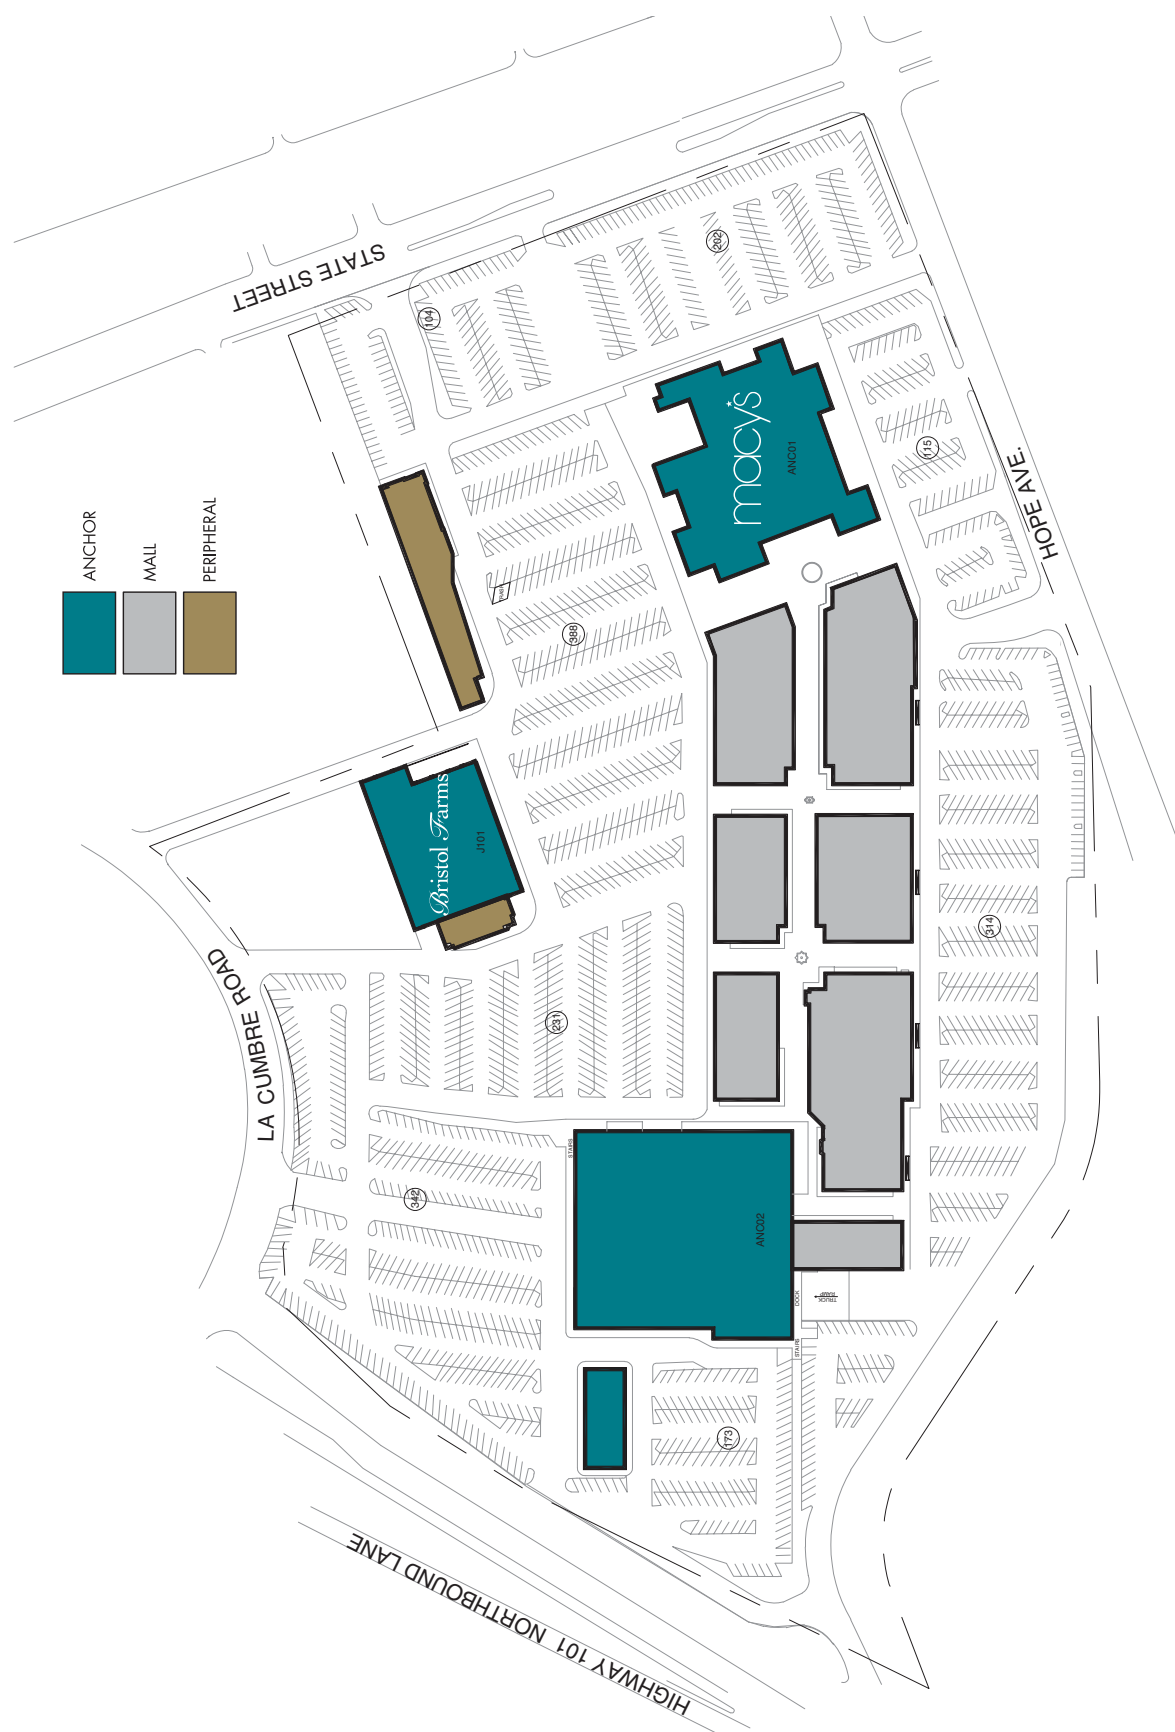 STATE STREET
104
202
ANCHOR
MALL
PERIPHERAL
macy's
ANC01
115
HOPE AVE.
388
Bristol Farms
J101
314
LA CUMBRE ROAD
231
342
STAIRS
ANC02
DOCK
TRUCK
RAMP
STAIRS
173
HIGHWAY 101 NORTHBOUND LANE